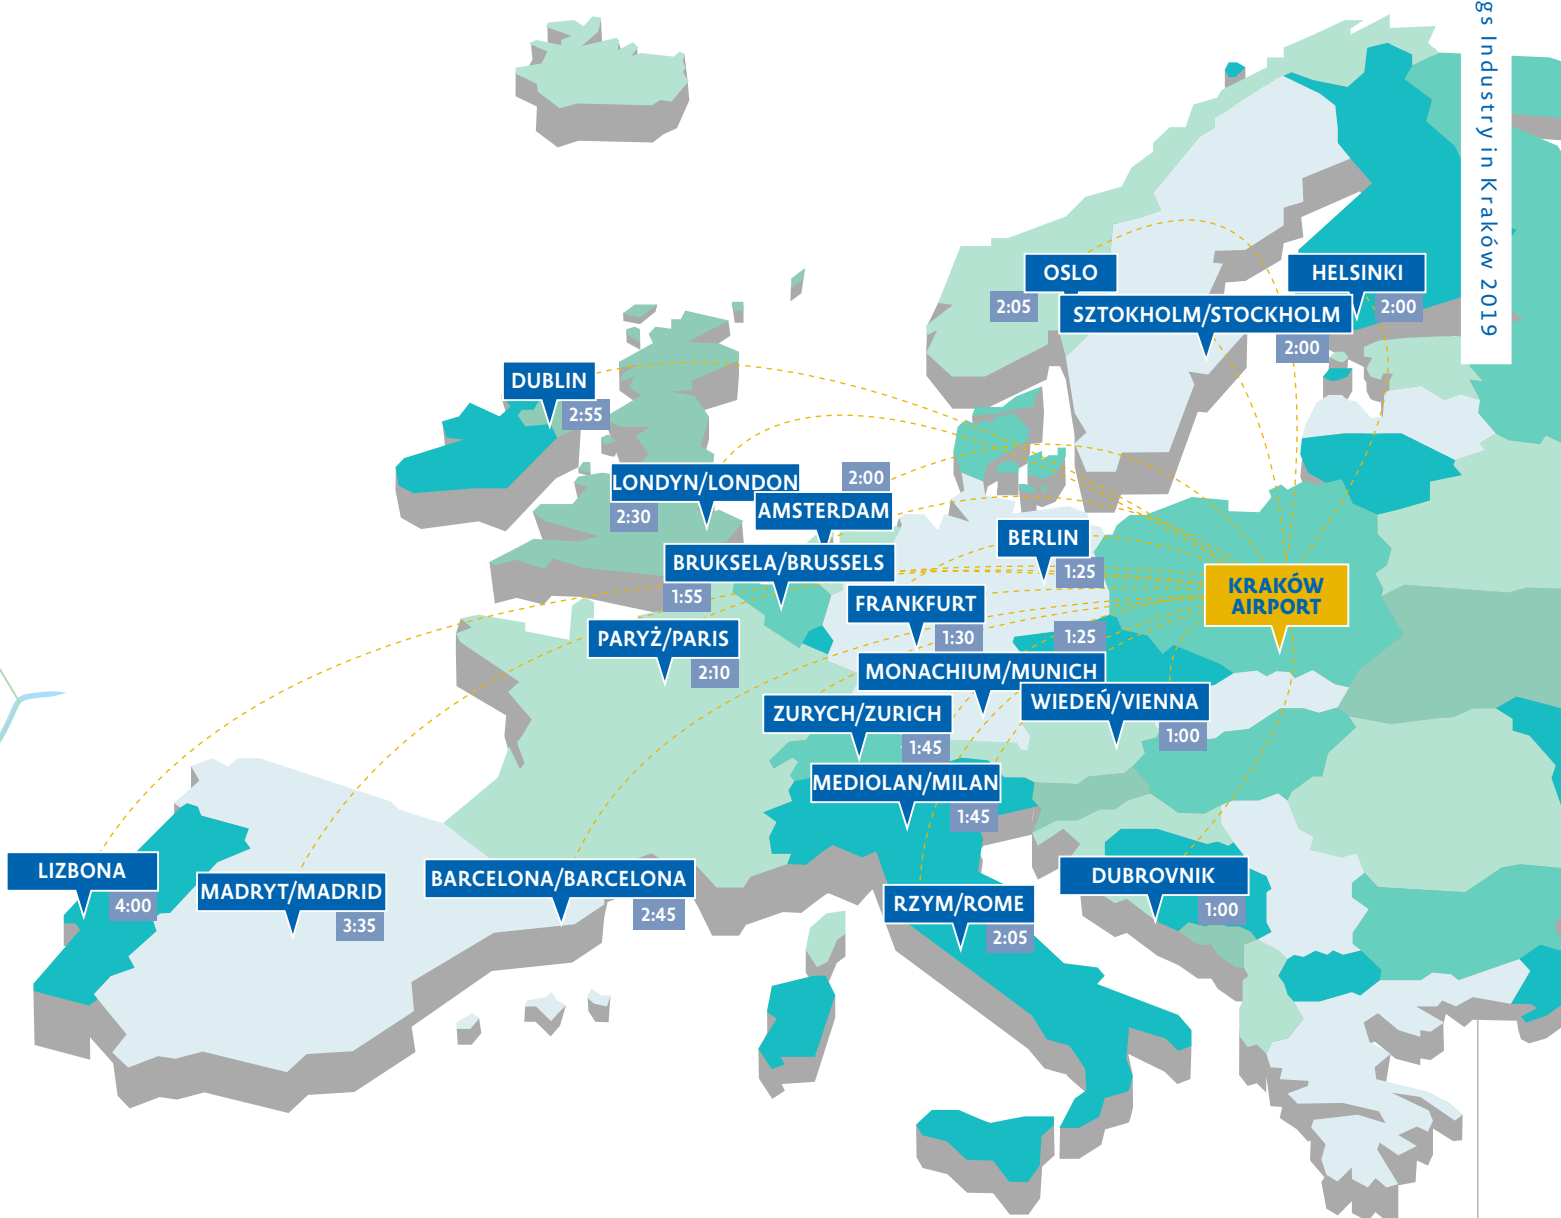 gs Industry in Kraków 2019
OSLO
2:05
HELSINKI
2:00
SZTOKHOLM/STOCKHOLM
2:00
DUBLIN
2:55
LONDYN/LONDON
2:30
2:00
AMSTERDAM
BERLIN
1:25
BRUKSELA/BRUSSELS
1:55
KRAKÓW
AIRPORT
FRANKFURT
1:30
PARYŻ/PARIS
2:10
1:25
MONACHIUM/MUNICH
WIEDEŃ/VIENNA
1:00
ZURYCH/ZURICH
1:45
MEDIOLAN/MILAN
1:45
LIZBONA
4:00
MADRYT/MADRID
3:35
BARCELONA/BARCELONA
2:45
RZYM/ROME
2:05
DUBROVNIK
1:00